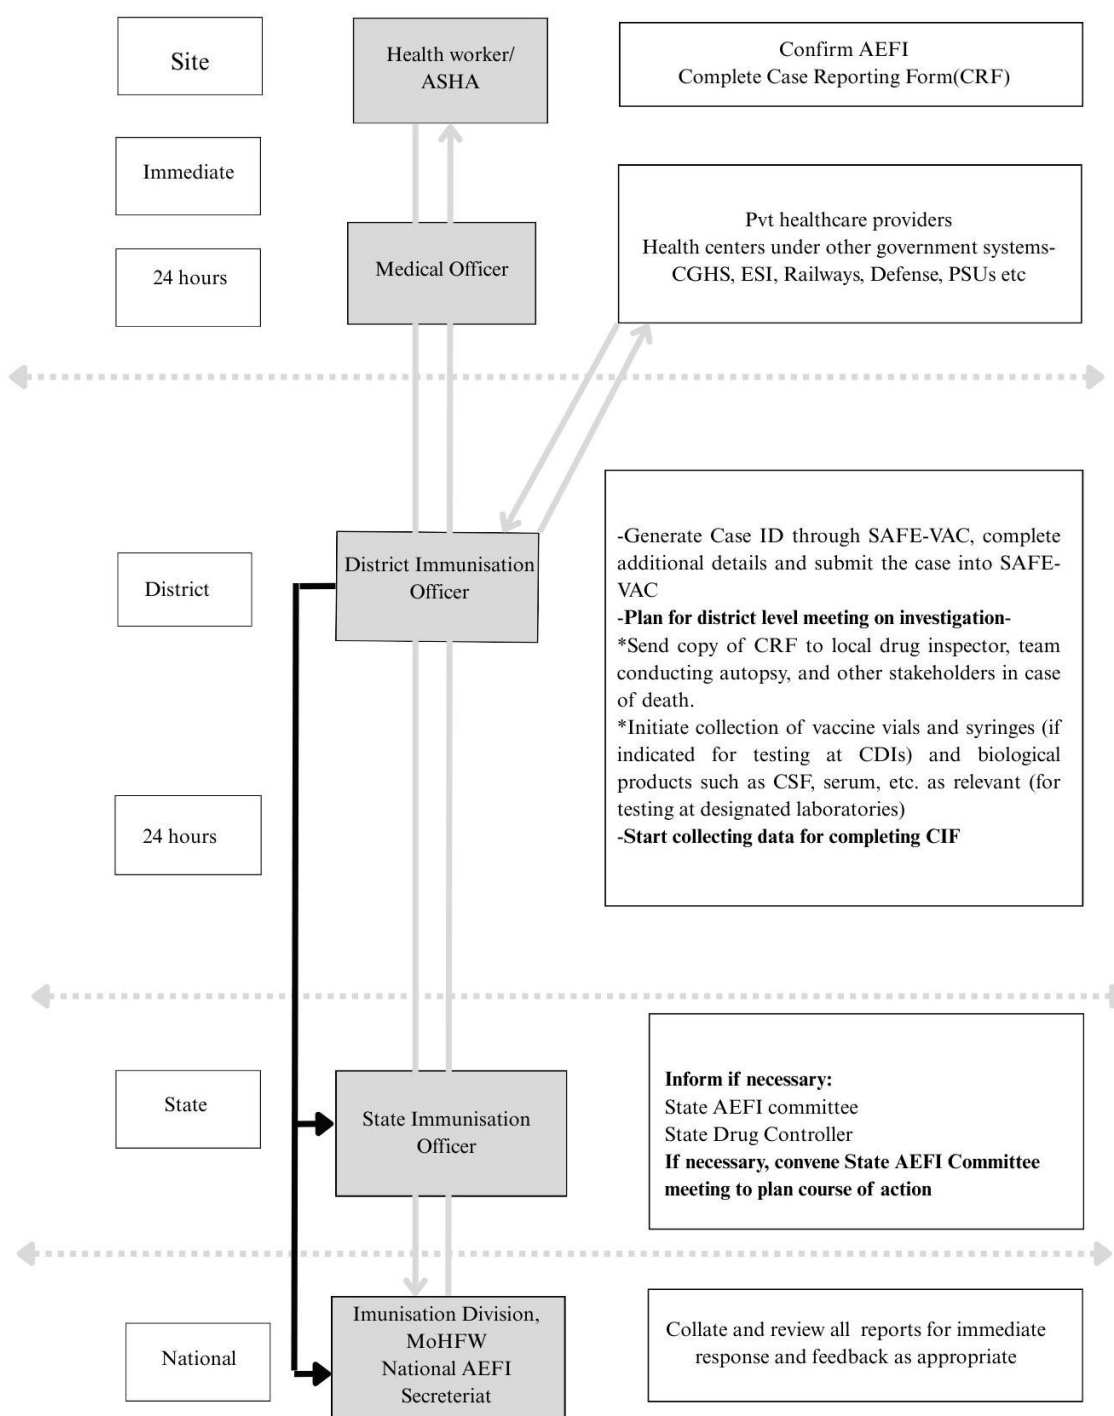 Site
Health worker/
ASHA
Confirm AEFI
Complete Case Reporting Form(CRF)
Immediate
24 hours
Medical Officer
Pvt healthcare providers
Health centers under other government systems-
CGHS, ESI, Railways, Defense, PSUs etc
District
District Immunisation
Officer
-Generate Case ID through SAFE-VAC, complete
additional details and submit the case into SAFE-
VAC
-Plan for district level meeting on investigation-
*Send copy of CRF to local drug inspector, team
conducting autopsy, and other stakeholders in case
of death.
*Initiate collection of vaccine vials and syringes (if
indicated for testing at CDIs) and biological
products such as CSF, serum, etc. as relevant (for
testing at designated laboratories)
-Start collecting data for completing CIF
24 hours
State
State Immunisation
Officer
Inform if necessary:
State AEFI committee
State Drug Controller
If necessary, convene State AEFI Committee
meeting to plan course of action
National
Imunisation Division,
MoHFW
National AEFI
Secreteriat
Collate and review all reports for immediate
response and feedback as appropriate